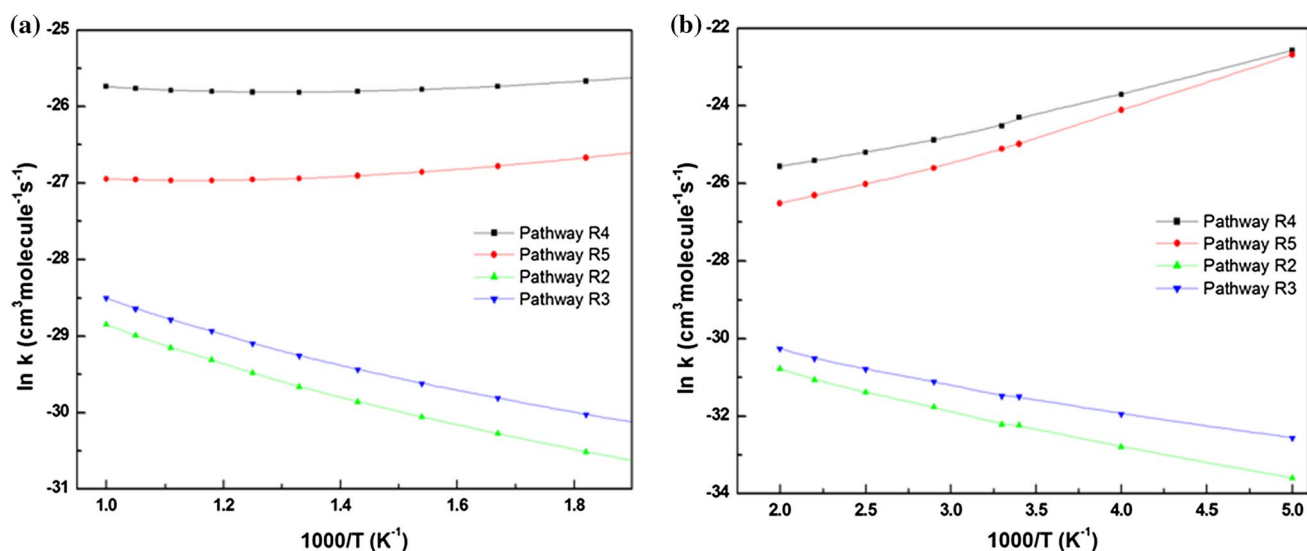 (a)
-25
-26
-27
-28
-29
-30
-31
ln k (cm³molecule⁻¹s⁻¹)
Pathway R4
Pathway R5
Pathway R2
Pathway R3
1.0
1.2
1.4
1.6
1.8
1000/T (K⁻¹)
(b)
-22
-24
-26
-28
-30
-32
-34
ln k (cm³molecule⁻¹s⁻¹)
Pathway R4
Pathway R5
Pathway R2
Pathway R3
2.0
2.5
3.0
3.5
4.0
4.5
5.0
1000/T (K⁻¹)